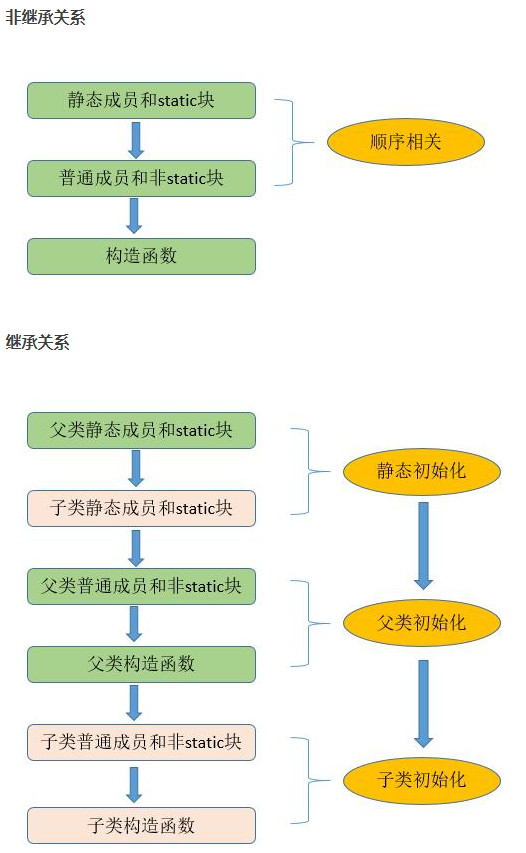 非继承关系
静态成员和static块
顺序相关
普通成员和非static块
构造函数
继承关系
父类静态成员和static块
静态初始化
子类静态成员和static块
父类普通成员和非static块
父类初始化
父类构造函数
子类普通成员和非static块
子类初始化
子类构造函数